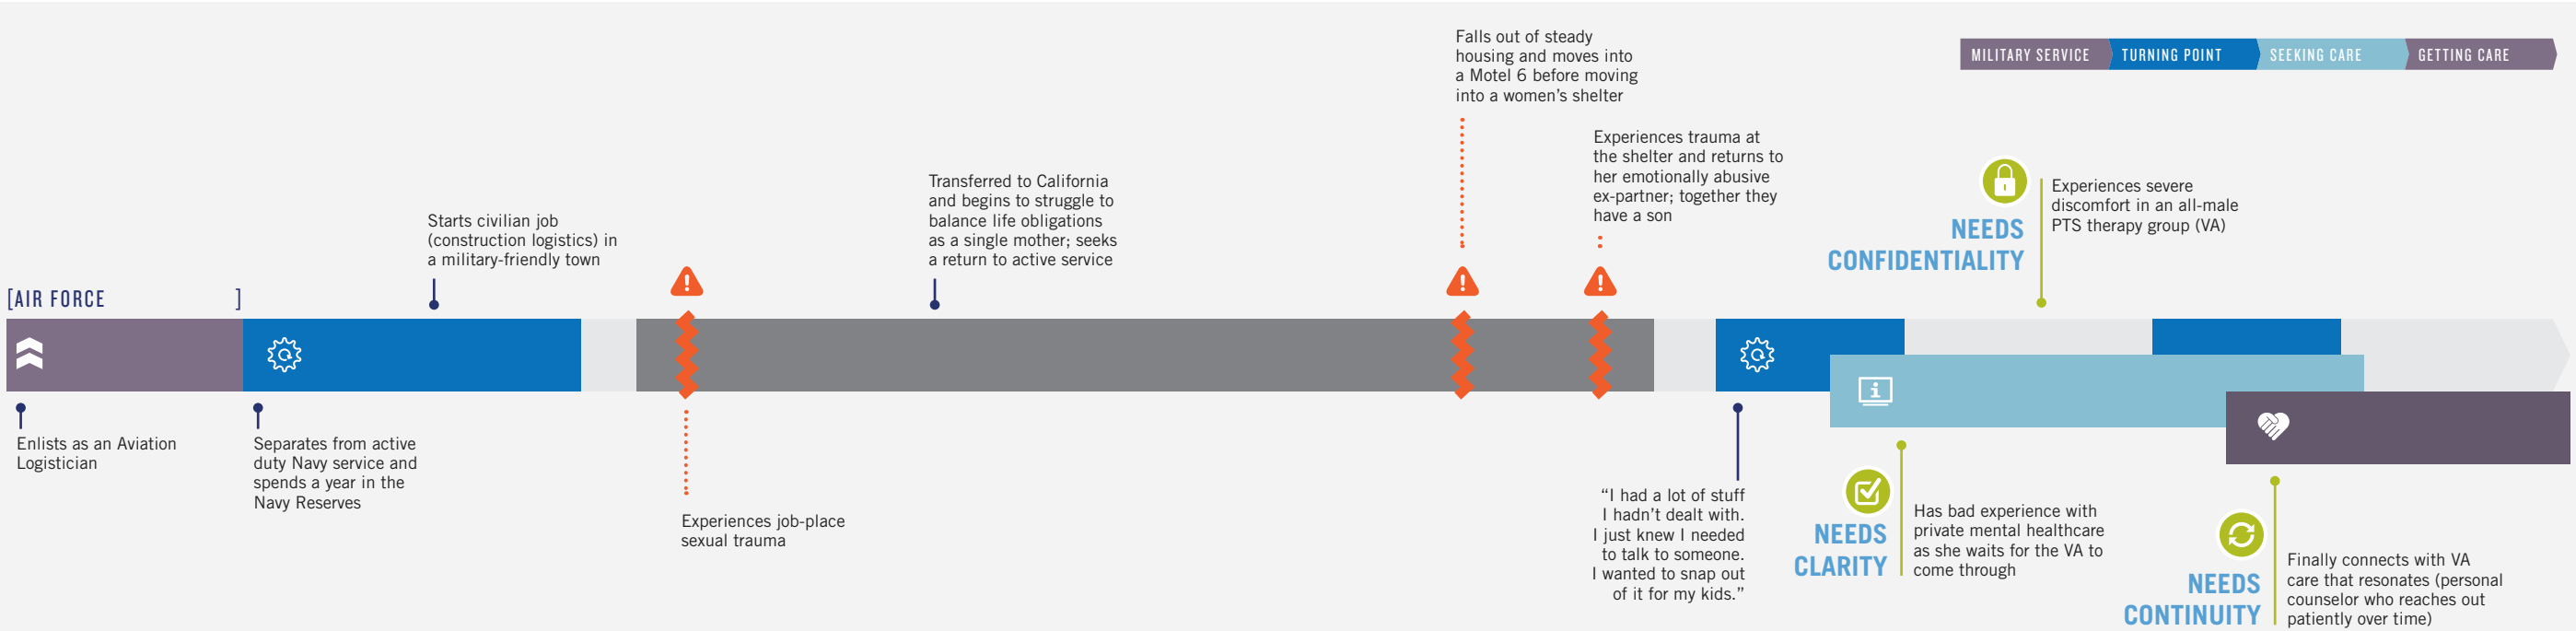 MILITARY SERVICE
TURNING POINT
SEEKING CARE
GETTING CARE
[AIR FORCE ]
Enlists as an Aviation
Logistician
Separates from active
duty Navy service and
spends a year in the
Navy Reserves
Starts civilian job
(construction logistics) in
a military-friendly town
Experiences job-place
sexual trauma
Transferred to California
and begins to struggle to
balance life obligations
as a single mother; seeks
a return to active service
Falls out of steady
housing and moves into
a Motel 6 before moving
into a women’s shelter
Experiences trauma at
the shelter and returns to
her emotionally abusive
ex-partner; together they
have a son
“I had a lot of stuff
I hadn’t dealt with.
I just knew I needed
to talk to someone.
I wanted to snap out
of it for my kids.”
NEEDS
CLARITY
Has bad experience with
private mental healthcare
as she waits for the VA to
come through
NEEDS
CONFIDENTIALITY
Experiences severe
discomfort in an all-male
PTS therapy group (VA)
NEEDS
CONTINUITY
Finally connects with VA
care that resonates (personal
counselor who reaches out
patiently over time)